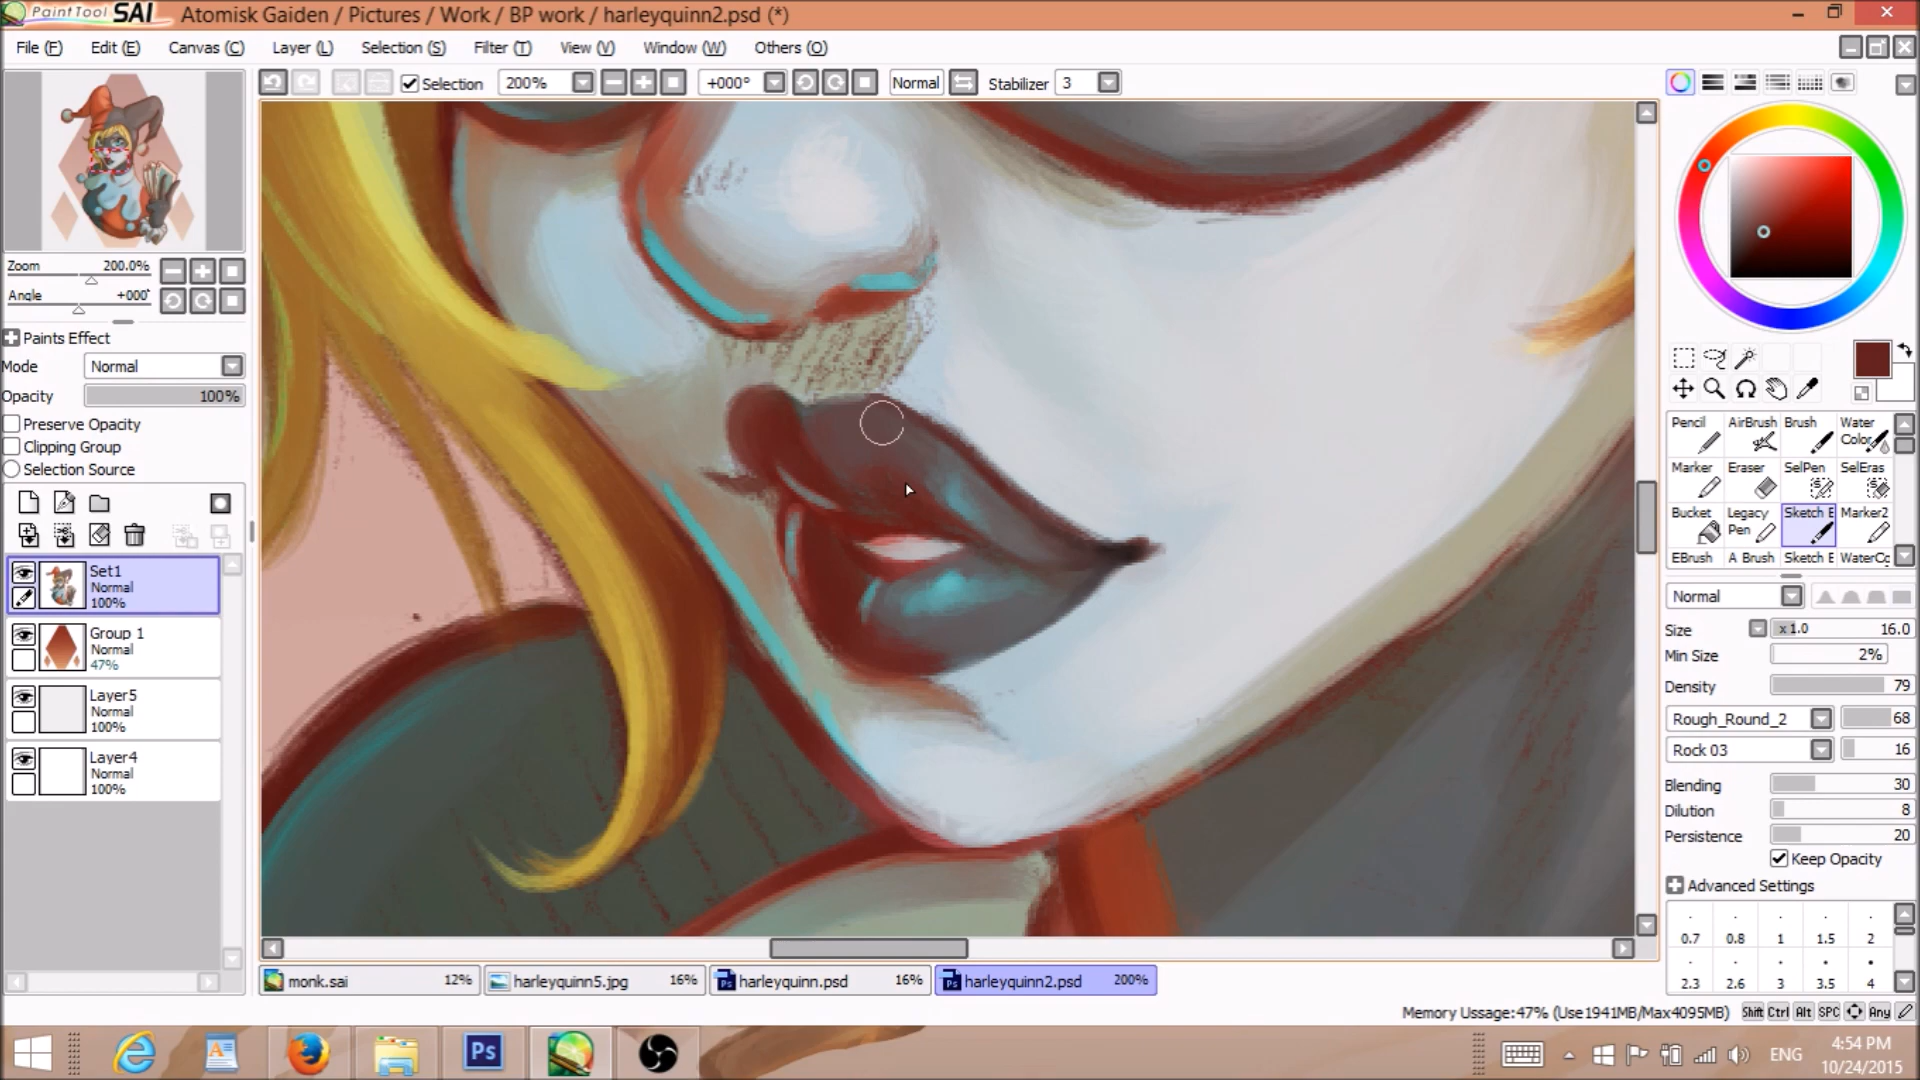 PaintTool SAI Atomisk Gaiden / Pictures / Work / BP work / harleyquinn2.psd (*)
File (F) Edit (E) Canvas (C) Layer (L) Selection (S) Filter (T) View (V) Window (W) Others (O)
Selection 200% +000° Normal Stabilizer 3
Zoom 200.0%
Angle +000°
Paints Effect
Mode Normal
Opacity 100%
Preserve Opacity
Clipping Group
Selection Source
Set1
Normal
100%
Group 1
Normal
47%
Layer5
Normal
100%
Layer4
Normal
100%
Pencil AirBrush Brush Water Color
Marker Eraser SelPen SelEras
Bucket Legacy Pen Sketch B Marker2
EBrush A Brush Sketch E WaterCo
Normal
Size x1.0 16.0
Min Size 2%
Density 79
Rough_Round_2 68
Rock 03 16
Blending 30
Dilution 8
Persistence 20
Keep Opacity
Advanced Settings
0.7 0.8 1 1.5 2
2.3 2.6 3 3.5 4
monk.sai 12% harleyquinn5.jpg 16% harleyquinn.psd 16% harleyquinn2.psd 200%
Memory Ussage:47% (Use1941MB/Max4095MB) Shift Ctrl Alt SPC Any
Ps
ENG
4:54 PM
10/24/2015